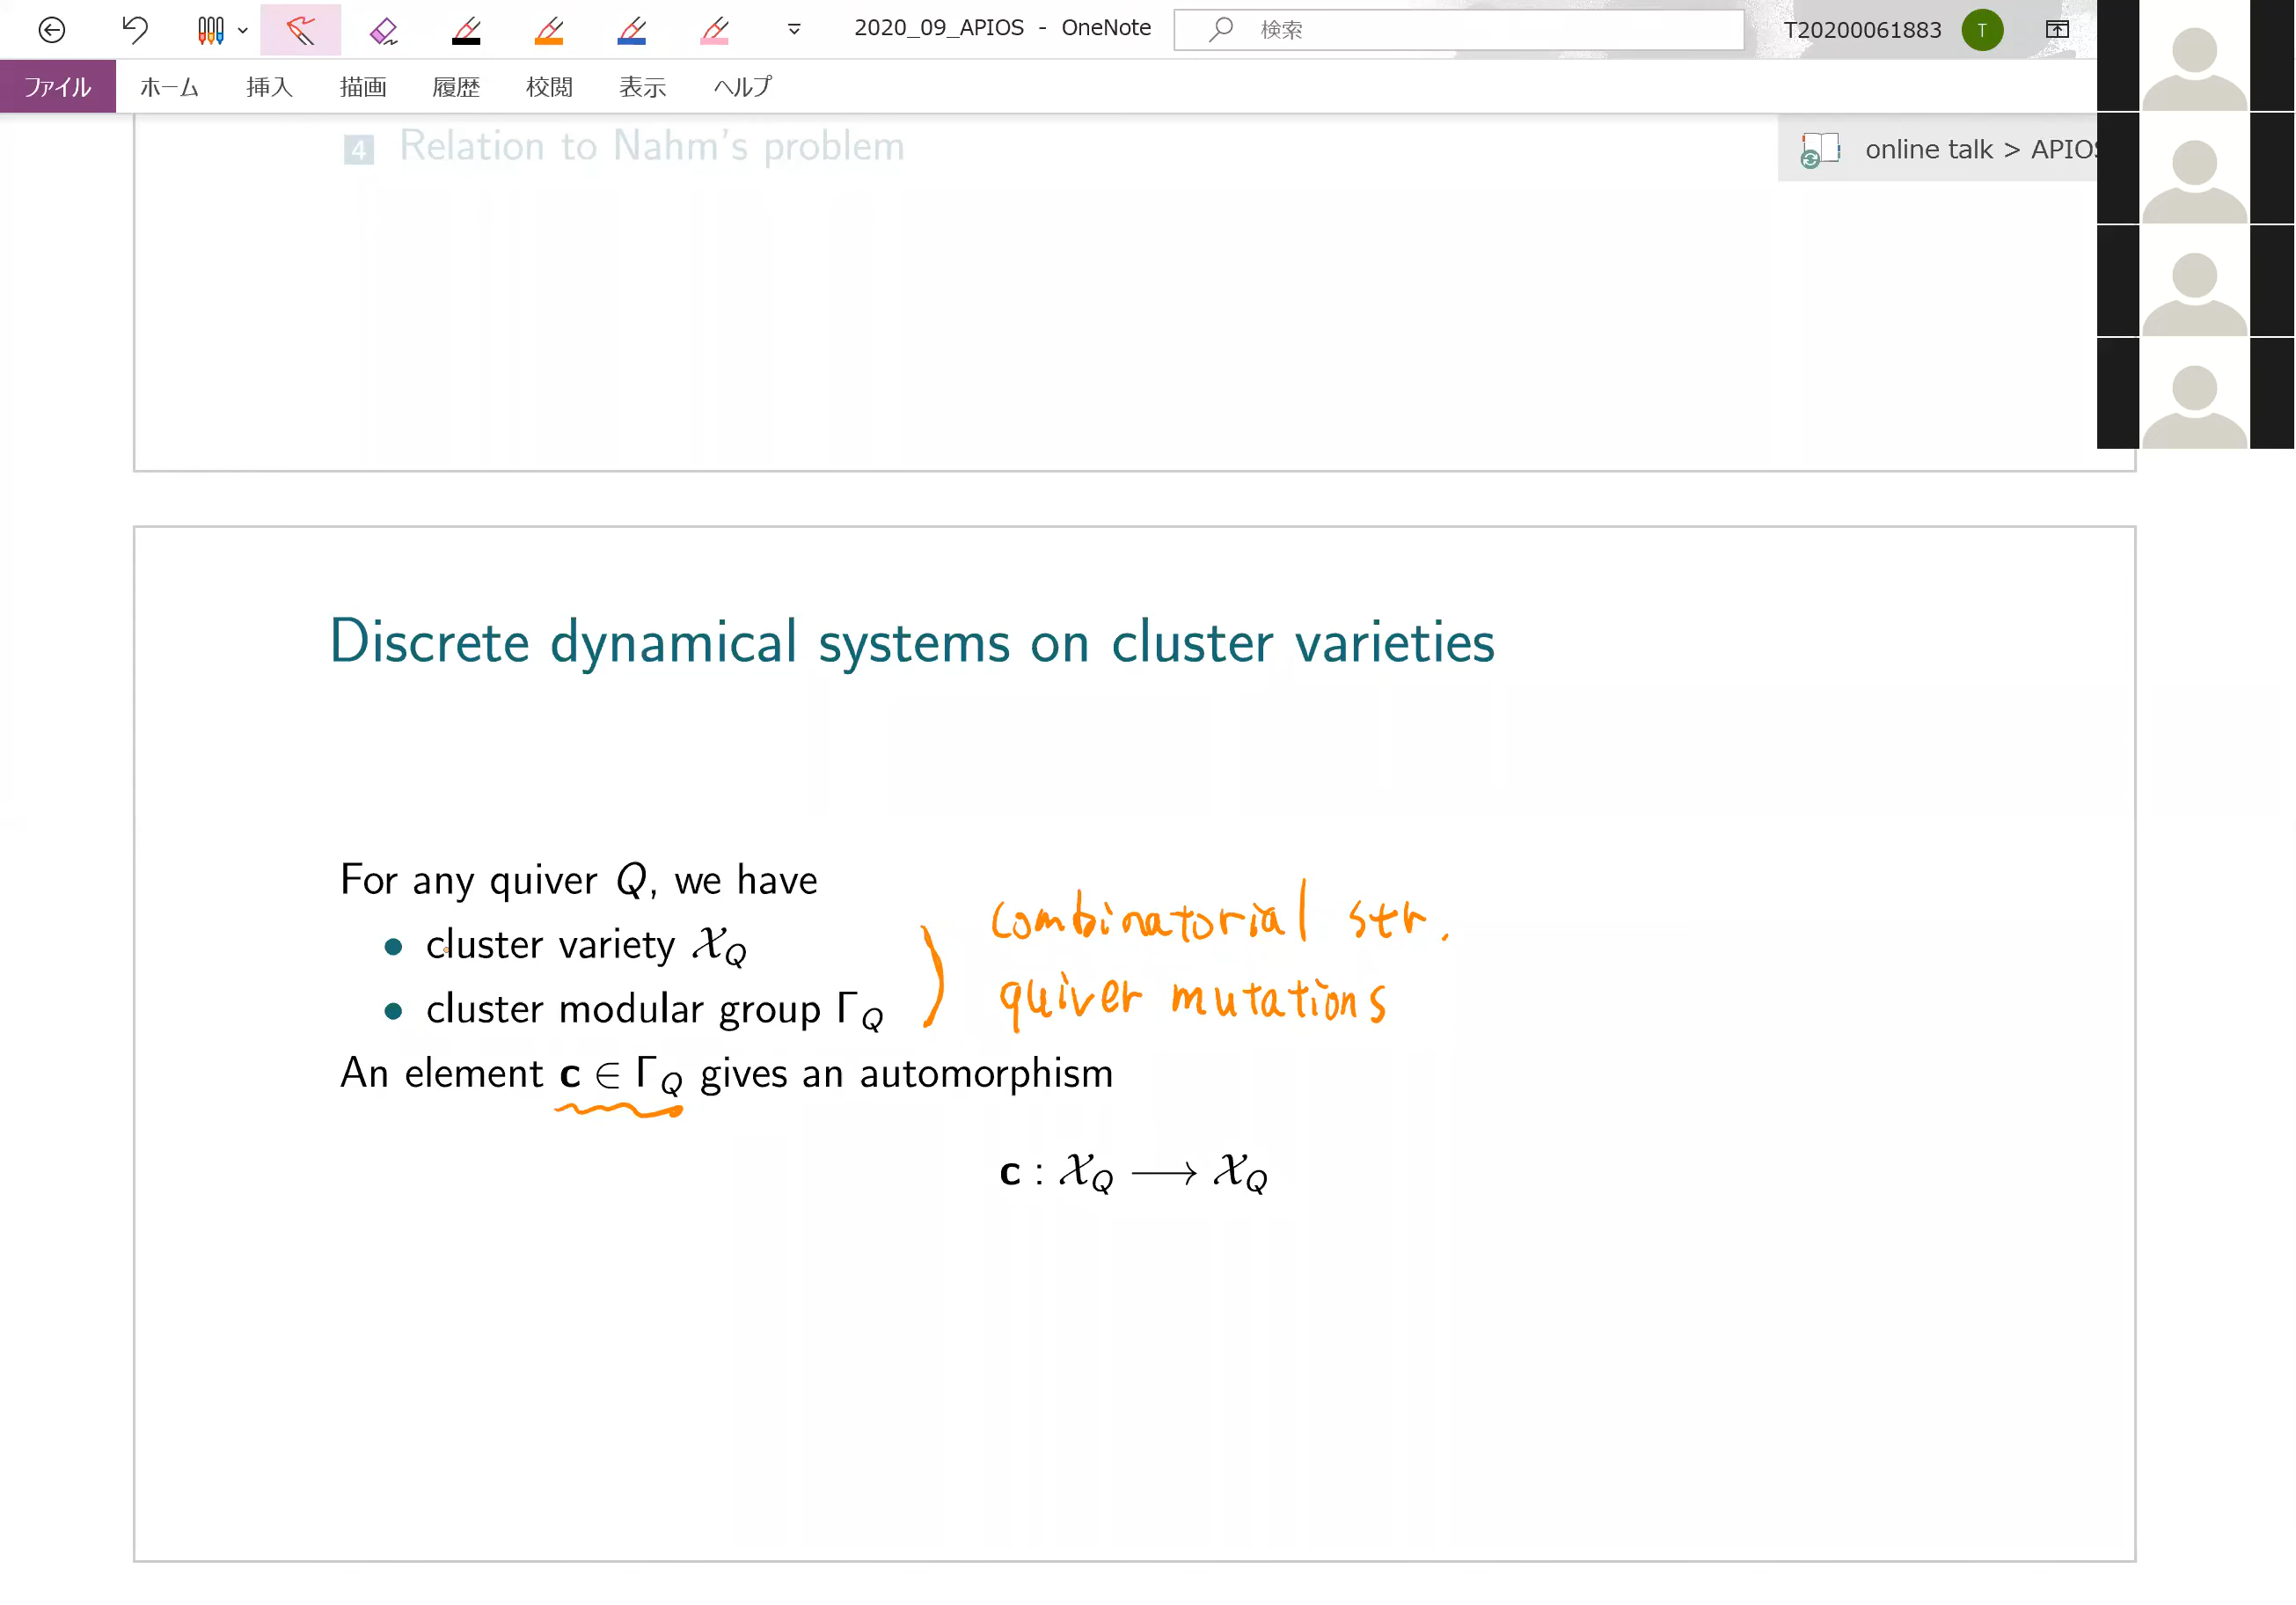 2020_09_APIOS - OneNote
検索
T20200061883
T
ファイル ホーム 挿入 描画 履歴 校閲 表示 ヘルプ
4 Relation to Nahm's problem
online talk > APIOS
Discrete dynamical systems on cluster varieties
For any quiver Q, we have
• cluster variety 𝒳_Q
• cluster modular group Γ_Q
combinatorial str.
quiver mutations
An element c ∈ Γ_Q gives an automorphism
c : 𝒳_Q ⟶ 𝒳_Q